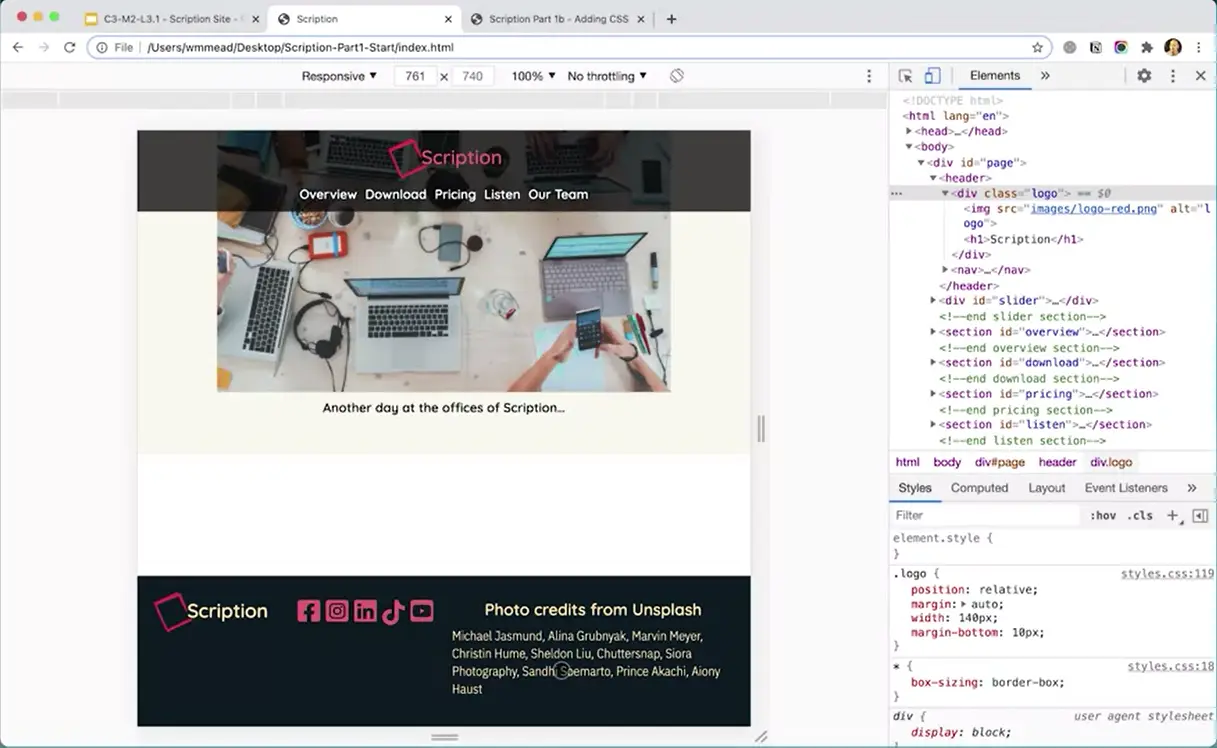 C3-M2-L3.1 - Scription Site -
Scription
Scription Part 1b - Adding CSS
File /Users/wmmead/Desktop/Scription-Part1-Start/index.html
Responsive 761 × 740 100% No throttling
Elements
<!DOCTYPE html>
<html lang="en">
<head>…</head>
<body>
<div id="page">
<header>
<div class="logo"> == $0
<img src="images/logo-red.png" alt="l
ogo">
<h1>Scription</h1>
</div>
<nav>…</nav>
</header>
<div id="slider">…</div>
<!--end slider section-->
<section id="overview">…</section>
<!--end overview section-->
<section id="download">…</section>
<!--end download section-->
<section id="pricing">…</section>
<!--end pricing section-->
<section id="listen">…</section>
<!--end listen section-->
html body div#page header div.logo
Styles Computed Layout Event Listeners
Filter :hov .cls +
element.style {
}
.logo { styles.css:119
position: relative;
margin: auto;
width: 140px;
margin-bottom: 10px;
}
* { styles.css:18
box-sizing: border-box;
}
div { user agent stylesheet
display: block;
Scription
Overview Download Pricing Listen Our Team
Another day at the offices of Scription...
Scription
Photo credits from Unsplash
Michael Jasmund, Alina Grubnyak, Marvin Meyer,
Christin Hume, Sheldon Liu, Chuttersnap, Siora
Photography, Sandh Soemarto, Prince Akachi, Aiony
Haust